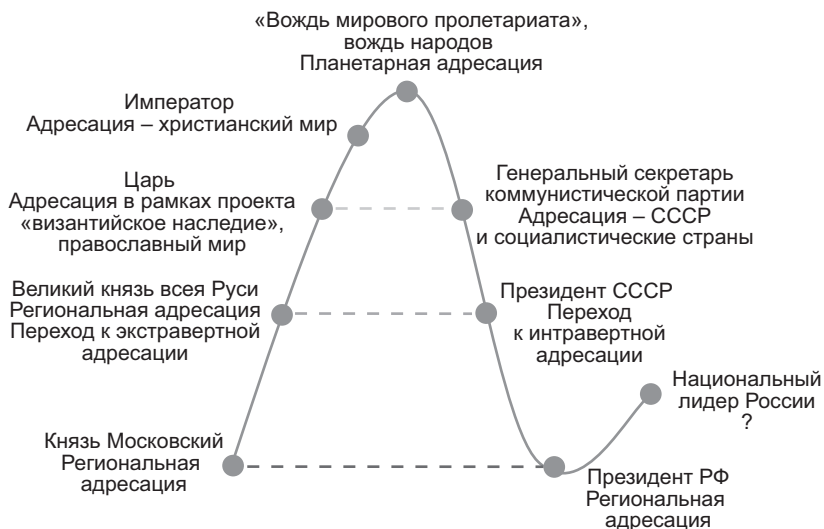 «Вождь мирового пролетариата»,
вождь народов
Планетарная адресация
Император
Адресация – христианский мир
Царь
Адресация в рамках проекта
«византийское наследие»,
православный мир
Генеральный секретарь
коммунистической партии
Адресация – СССР
и социалистические страны
Великий князь всея Руси
Региональная адресация
Переход к экстравертной
адресации
Президент СССР
Переход
к интравертной
адресации
Национальный
лидер России
?
Князь Московский
Региональная
адресация
Президент РФ
Региональная
адресация